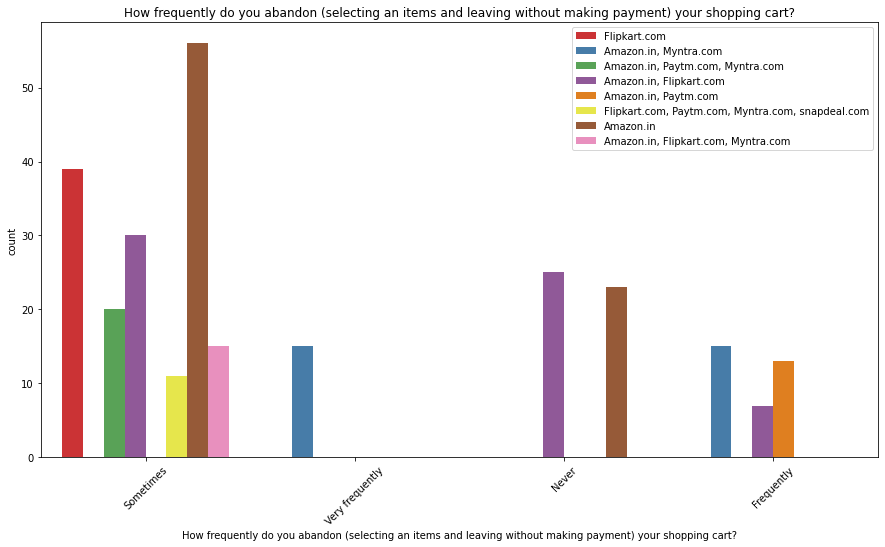 How frequently do you abandon (selecting an items and leaving without making payment) your shopping cart?
Flipkart.com
Amazon.in, Myntra.com
Amazon.in, Paytm.com, Myntra.com
Amazon.in, Flipkart.com
Amazon.in, Paytm.com
Flipkart.com, Paytm.com, Myntra.com, snapdeal.com
Amazon.in
Amazon.in, Flipkart.com, Myntra.com
50
40
30
20
10
0
count
Sometimes
Very frequently
Never
Frequently
How frequently do you abandon (selecting an items and leaving without making payment) your shopping cart?